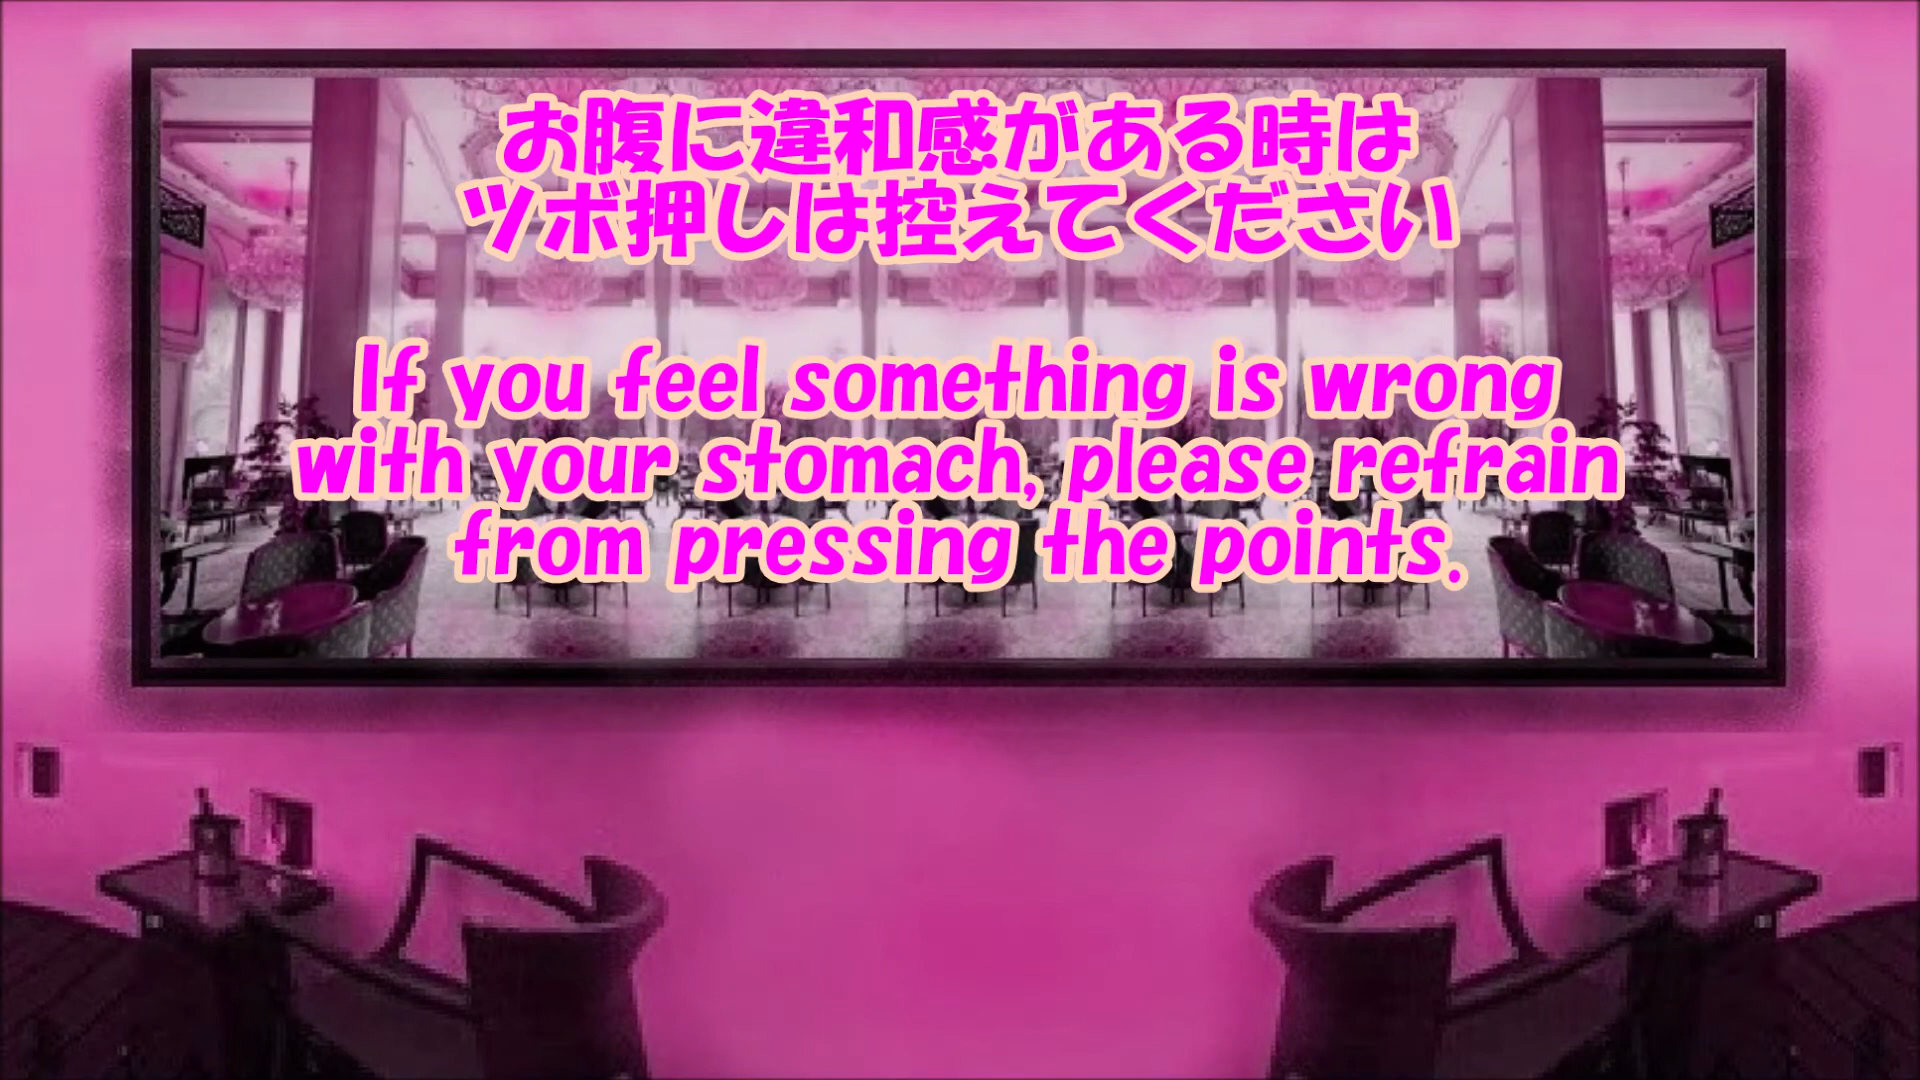 お腹に違和感がある時は
ツボ押しは控えてください
If you feel something is wrong
with your stomach, please refrain
from pressing the points.